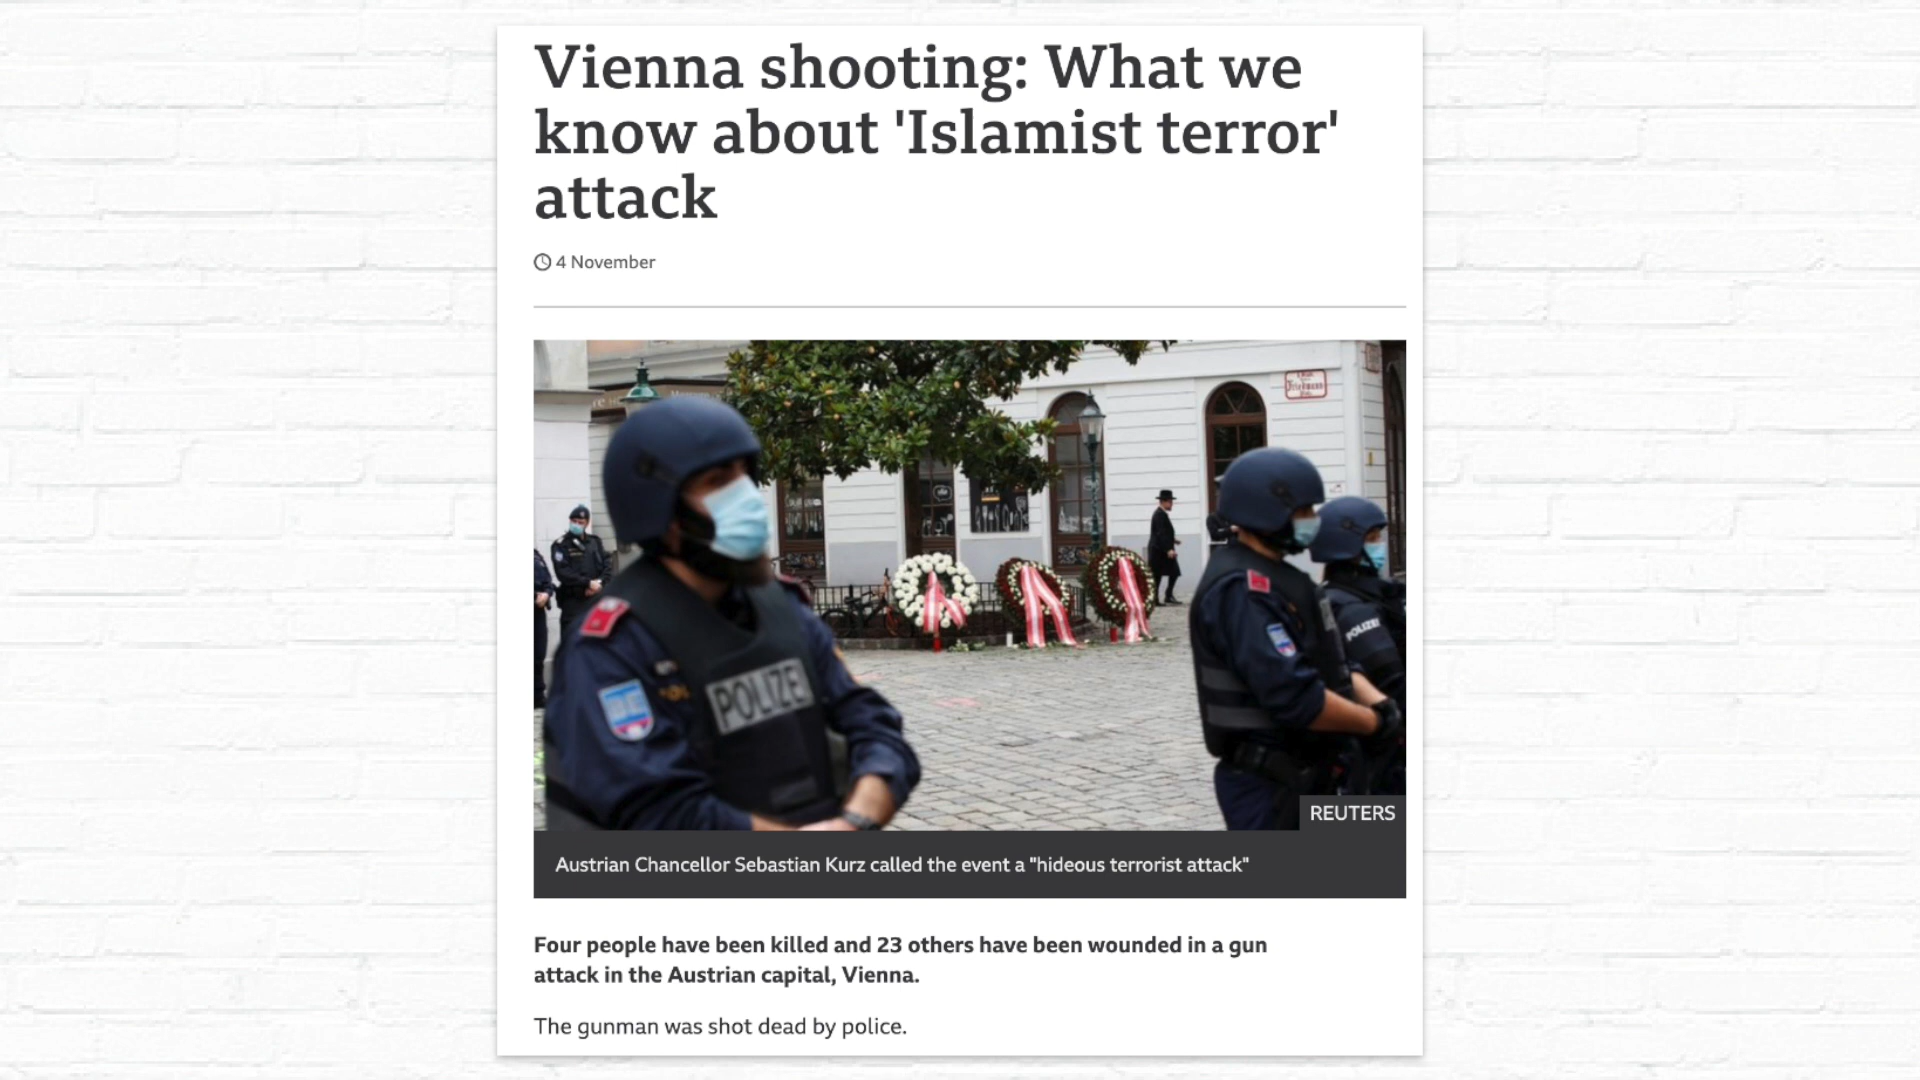 Vienna shooting: What we
know about 'Islamist terror'
attack
4 November
POLIZE
POLIZEI
REUTERS
Austrian Chancellor Sebastian Kurz called the event a "hideous terrorist attack"
Four people have been killed and 23 others have been wounded in a gun
attack in the Austrian capital, Vienna.
The gunman was shot dead by police.